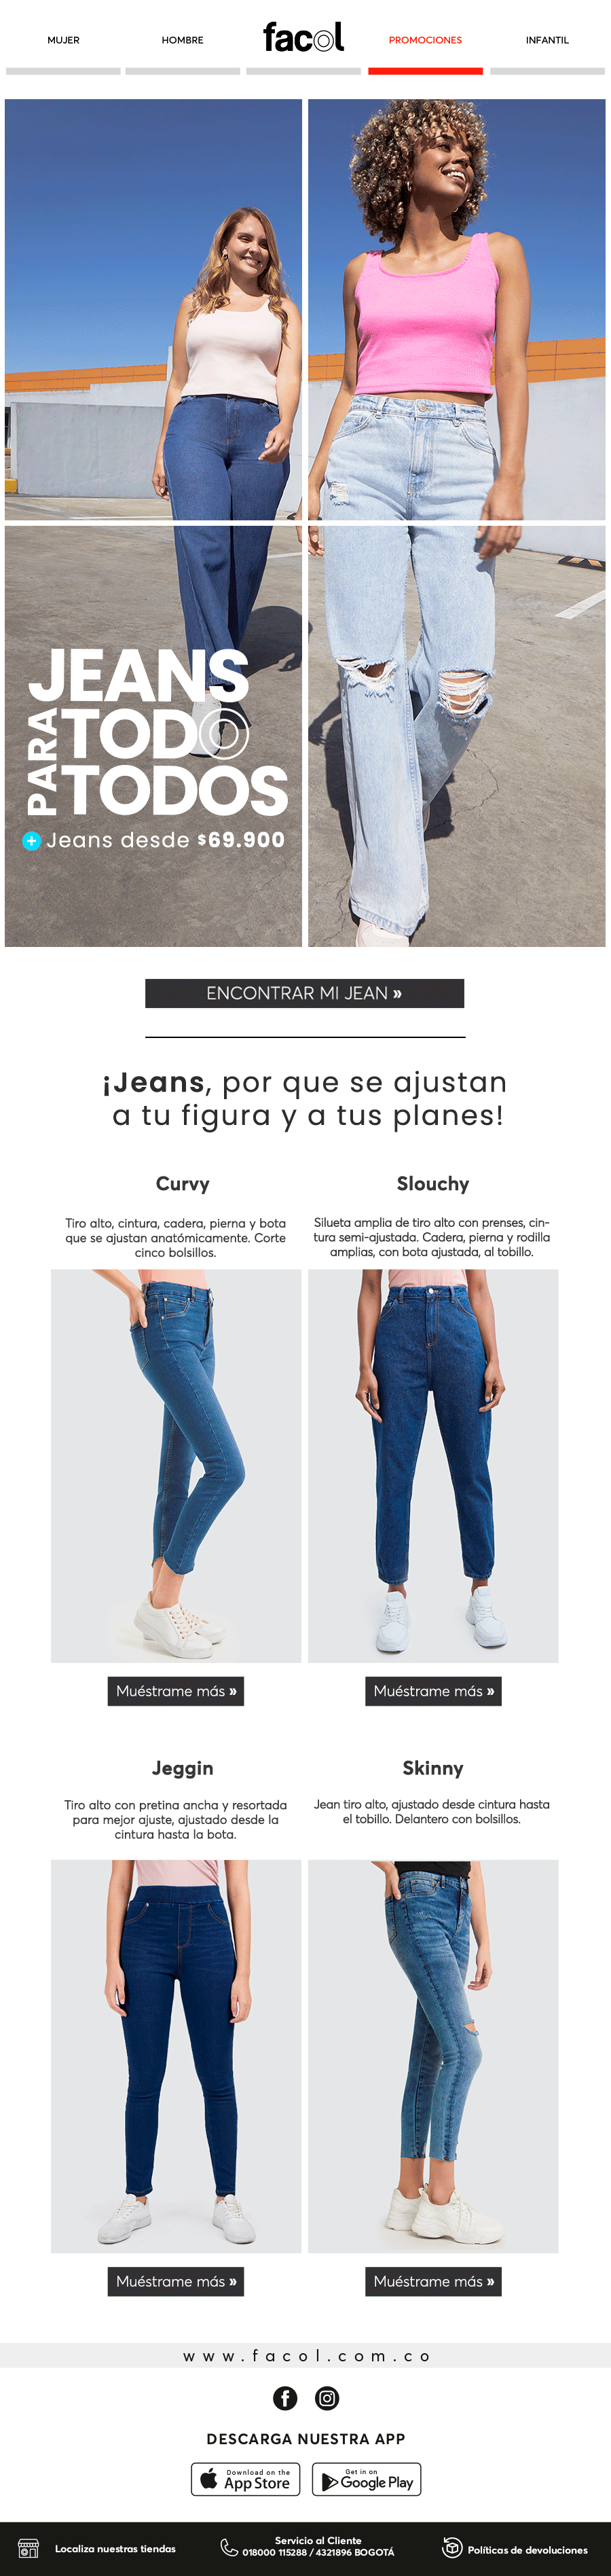 MUJER
HOMBRE
facol
PROMOCIONES
INFANTIL
JEANS
PARA TODO
TODOS
+ Jeans desde $69.900
ENCONTRAR MI JEAN »
¡Jeans, por que se ajustan
a tu figura y a tus planes!
Curvy
Tiro alto, cintura, cadera, pierna y bota
que se ajustan anatómicamente. Corte
cinco bolsillos.
Slouchy
Silueta amplia de tiro alto con prenses, cin-
tura semi-ajustada. Cadera, pierna y rodilla
amplias, con bota ajustada, al tobillo.
Muéstrame más »
Muéstrame más »
Jeggin
Tiro alto con pretina ancha y resortada
para mejor ajuste, ajustado desde la
cintura hasta la bota.
Skinny
Jean tiro alto, ajustado desde cintura hasta
el tobillo. Delantero con bolsillos.
Muéstrame más »
Muéstrame más »
www.facol.com.co
DESCARGA NUESTRA APP
Download on the
App Store
Get in on
Google Play
Localiza nuestras tiendas
Servicio al Cliente
018000 115288 / 4321896 BOGOTÁ
Políticas de devoluciones